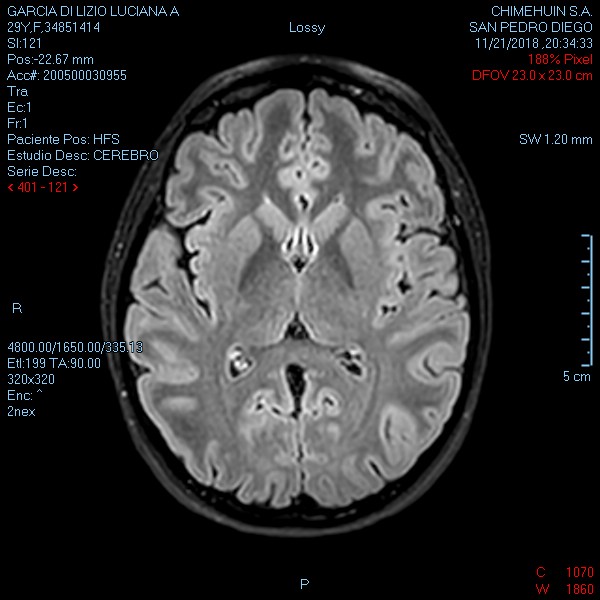 GARCIA DI LIZIO LUCIANA A
29Y,F,34851414
Sl:121
Pos:-22.67 mm
Acc#: 200500030955
Tra
Ec:1
Fr:1
Paciente Pos: HFS
Estudio Desc: CEREBRO
Serie Desc:
< 401 - 121 >
Lossy
CHIMEHUIN S.A.
SAN PEDRO DIEGO
11/21/2018 ,20:34:33
188% Pixel
DFOV 23.0 x 23.0 cm
SW 1.20 mm
R
4800.00/1650.00/335.13
Etl:199 TA:90.00
320x320
Enc: ^
2nex
5 cm
P
C 1070
W 1860